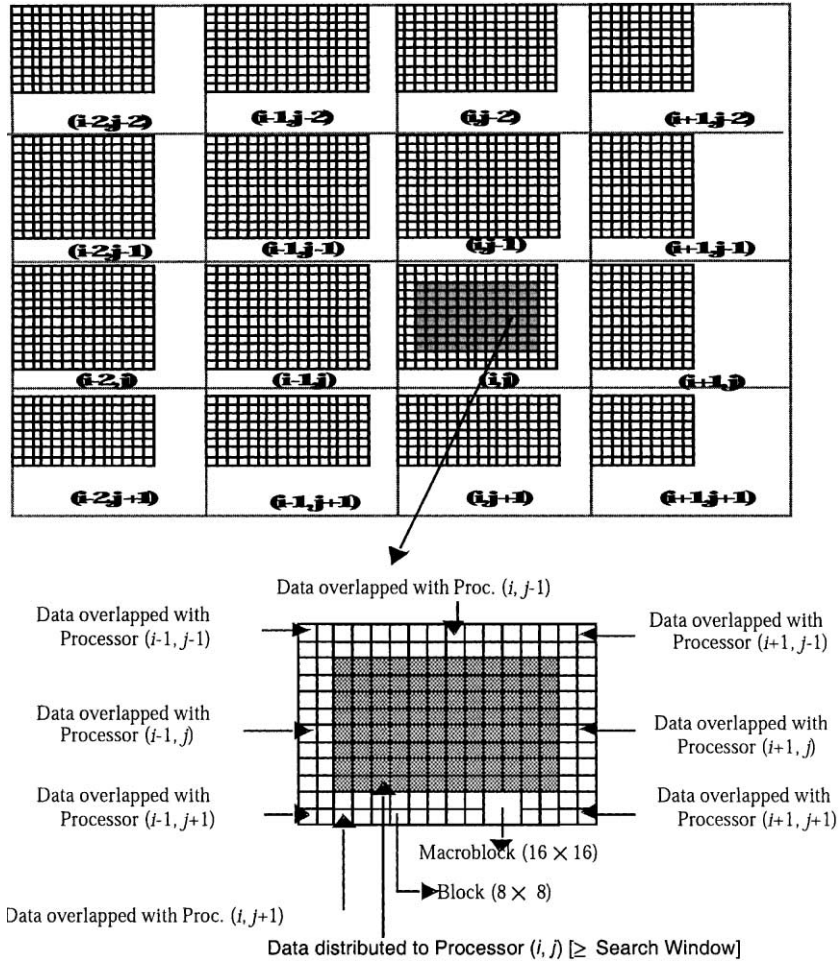 (i-2,j-2) (i-1,j-2) (i,j-2) (i+1,j-2)
(i-2,j-1) (i-1,j-1) (i,j-1) (i+1,j-1)
(i-2,j) (i-1,j) (i,j) (i+1,j)
(i-2,j+1) (i-1,j+1) (i,j+1) (i+1,j+1)
Data overlapped with Proc. (i, j-1)
Data overlapped with
Processor (i-1, j-1)
Data overlapped with
Processor (i+1, j-1)
Data overlapped with
Processor (i-1, j)
Data overlapped with
Processor (i+1, j)
Data overlapped with
Processor (i-1, j+1)
Data overlapped with
Processor (i+1, j+1)
Macroblock (16 × 16)
Block (8 × 8)
Data overlapped with Proc. (i, j+1)
Data distributed to Processor (i, j) [≥ Search Window]